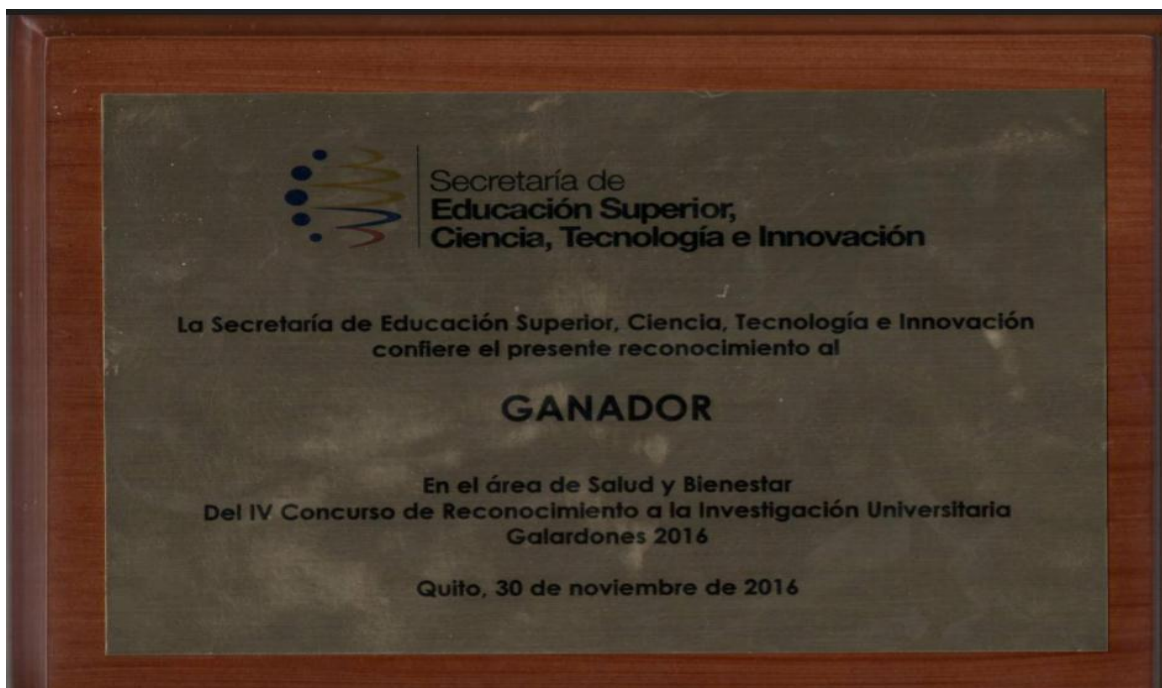 Secretaría de
Educación Superior,
Ciencia, Tecnología e Innovación
La Secretaría de Educación Superior, Ciencia, Tecnología e Innovación
confiere el presente reconocimiento al
GANADOR
En el área de Salud y Bienestar
Del IV Concurso de Reconocimiento a la Investigación Universitaria
Galardones 2016
Quito, 30 de noviembre de 2016